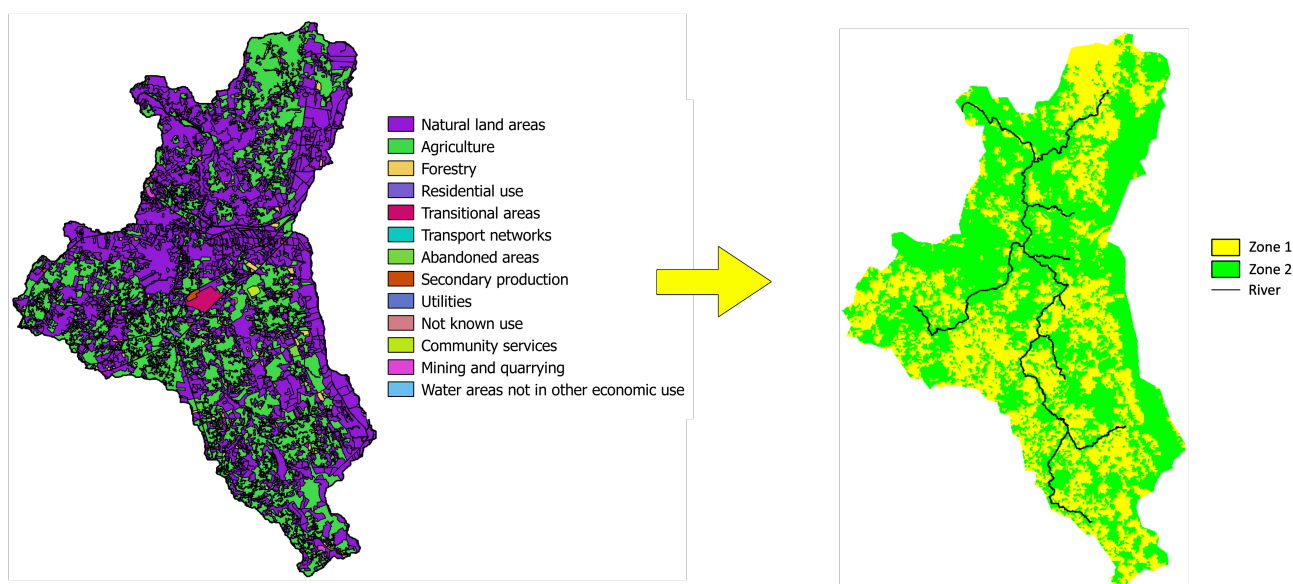 Natural land areas
Agriculture
Forestry
Residential use
Transitional areas
Transport networks
Abandoned areas
Secondary production
Utilities
Not known use
Community services
Mining and quarrying
Water areas not in other economic use
Zone 1
Zone 2
River